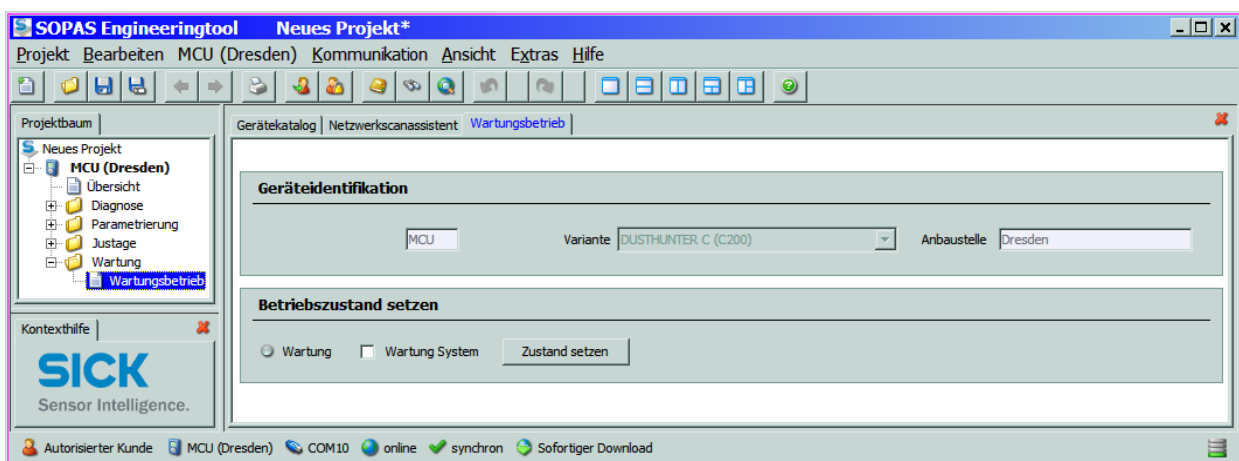 SOPAS Engineeringtool Neues Projekt*
Projekt Bearbeiten MCU (Dresden) Kommunikation Ansicht Extras Hilfe
Projektbaum
Neues Projekt
MCU (Dresden)
Übersicht
Diagnose
Parametrierung
Justage
Wartung
Wartungsbetrieb
Kontexthilfe
SICK
Sensor Intelligence.
Gerätekatalog Netzwerkscanassistent Wartungsbetrieb
Geräteidentifikation
MCU Variante DUSTHUNTER C (C200) Anbaustelle Dresden
Betriebszustand setzen
Wartung Wartung System Zustand setzen
Autorisierter Kunde MCU (Dresden) COM10 online synchron Sofortiger Download